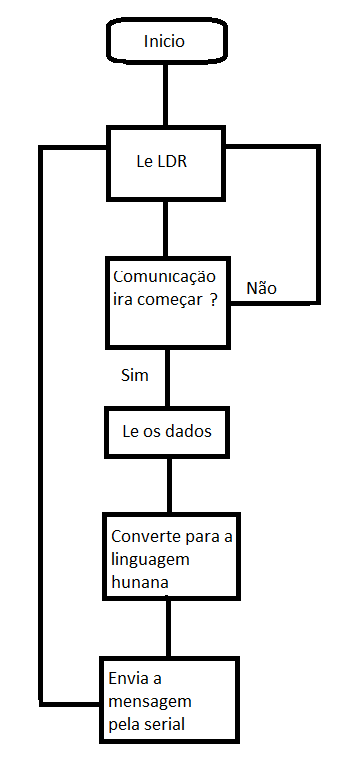 Inicio
Le LDR
Comunicação
ira começar ?
Não
Sim
Le os dados
Converte para a
linguagem
hunana
Envia a
mensagem
pela serial